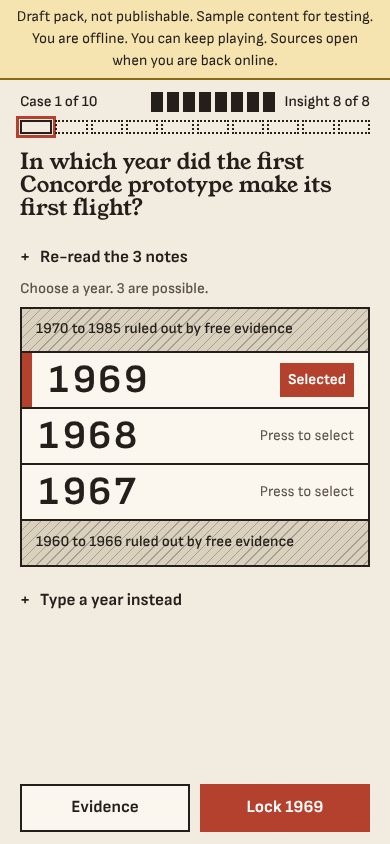 Draft pack, not publishable. Sample content for testing.
You are offline. You can keep playing. Sources open
when you are back online.
Case 1 of 10
Insight 8 of 8
In which year did the first
Concorde prototype make its
first flight?
+ Re-read the 3 notes
Choose a year. 3 are possible.
1970 to 1985 ruled out by free evidence
1969 Selected
1968 Press to select
1967 Press to select
1960 to 1966 ruled out by free evidence
+ Type a year instead
Evidence
Lock 1969